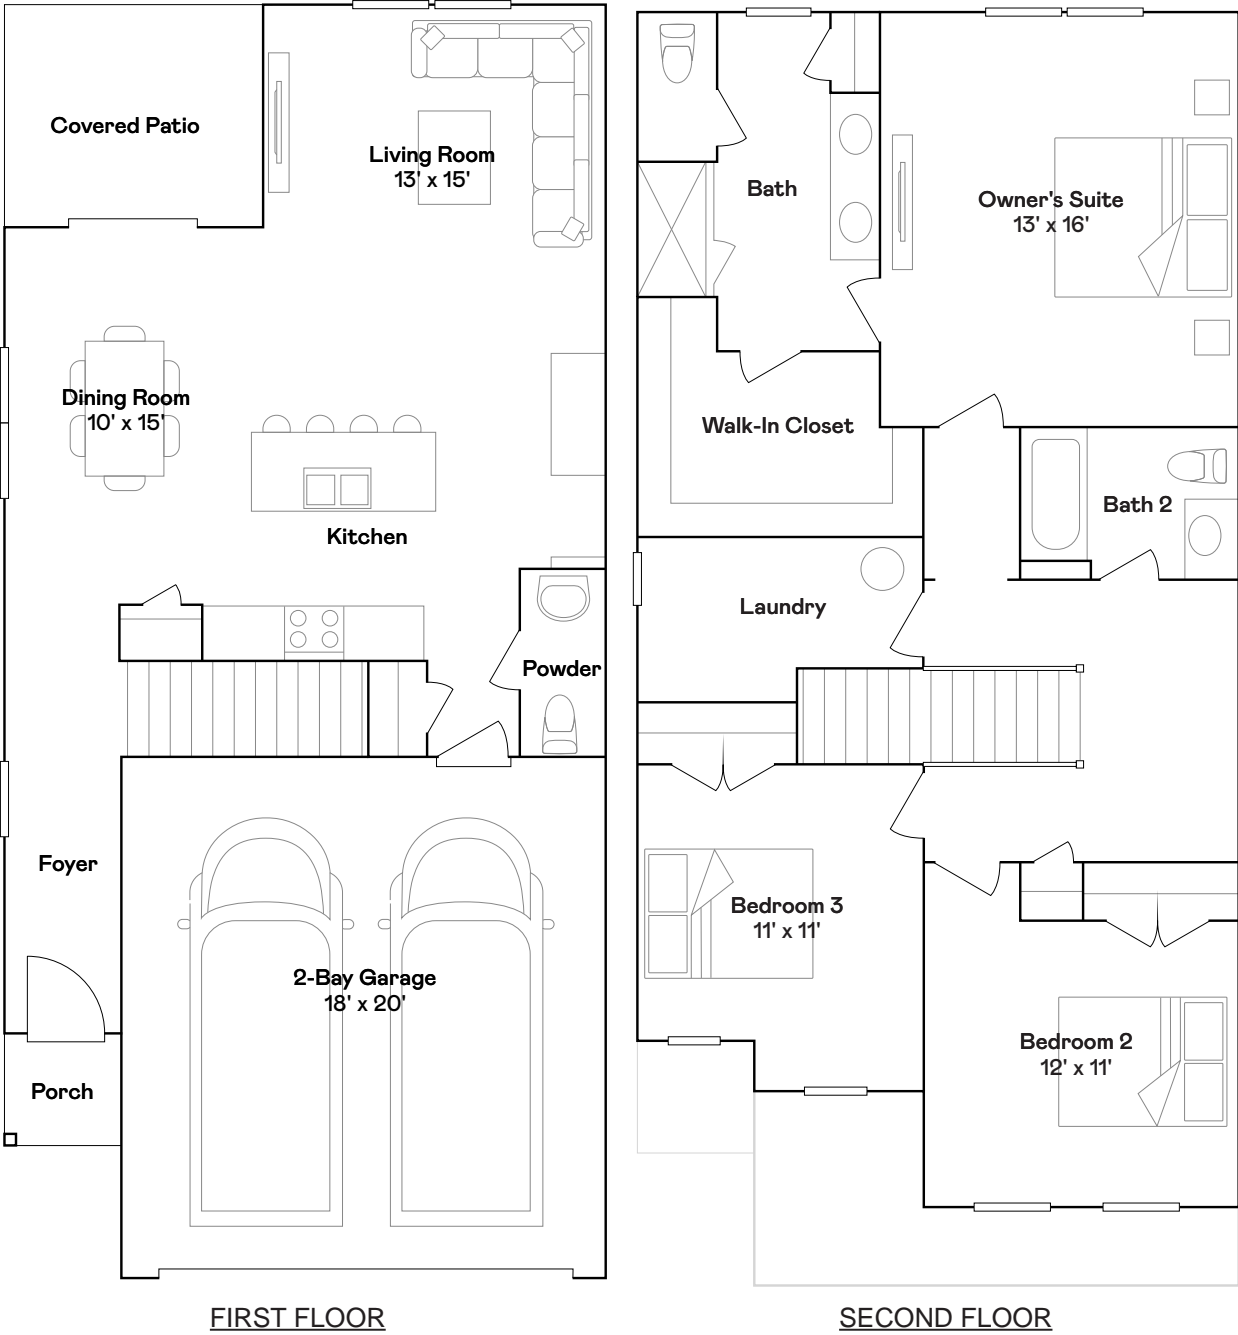 Covered Patio
Living Room
13' x 15'
Dining Room
10' x 15'
Kitchen
Powder
Foyer
2-Bay Garage
18' x 20'
Porch
FIRST FLOOR
Bath
Owner's Suite
13' x 16'
Walk-In Closet
Bath 2
Laundry
Bedroom 3
11' x 11'
Bedroom 2
12' x 11'
SECOND FLOOR